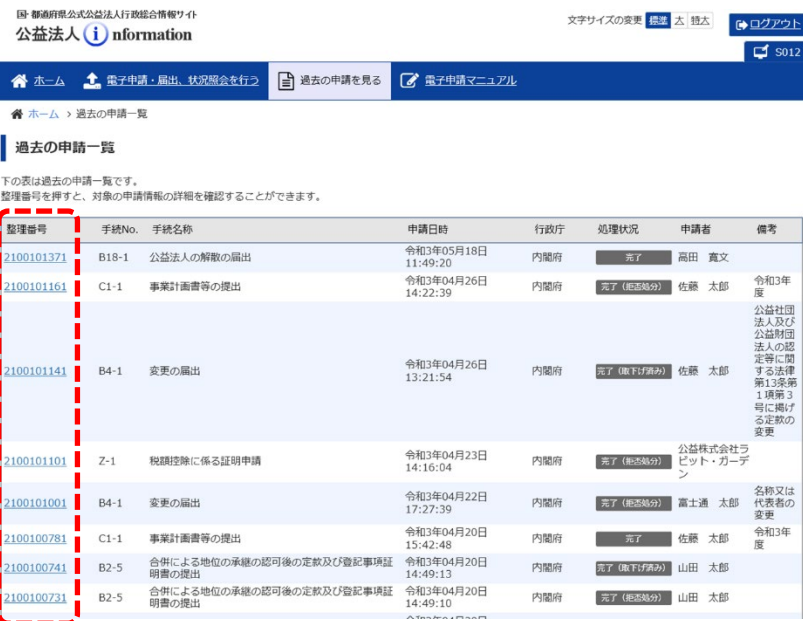 国・都道府県公式公益法人行政総合情報サイト
公益法人 information
文字サイズの変更 標準 大 特大
ログアウト
S012
ホーム 電子申請・届出、状況照会を行う 過去の申請を見る 電子申請マニュアル
ホーム > 過去の申請一覧
過去の申請一覧
下の表は過去の申請一覧です。
整理番号を押すと、対象の申請情報の詳細を確認することができます。
整理番号 手続No. 手続名称 申請日時 行政庁 処理状況 申請者 備考
2100101371 B18-1 公益法人の解散の届出 令和3年05月18日 11:49:20 内閣府 完了 高田 寛文
2100101161 C1-1 事業計画書等の提出 令和3年04月26日 14:22:39 内閣府 完了（拒否処分） 佐藤 太郎 令和3年度
2100101141 B4-1 変更の届出 令和3年04月26日 13:21:54 内閣府 完了（取下げ済み） 佐藤 太郎 公益社団法人及び公益財団法人の認定等に関する法律第13条第1項第3号に掲げる定款の変更
2100101101 Z-1 税額控除に係る証明申請 令和3年04月23日 14:16:04 内閣府 完了（拒否処分） 公益株式会社ラビット・ガーデン
2100101001 B4-1 変更の届出 令和3年04月22日 17:27:39 内閣府 完了（拒否処分） 富士通 太郎 名称又は代表者の変更
2100100781 C1-1 事業計画書等の提出 令和3年04月20日 15:42:48 内閣府 完了 佐藤 太郎 令和3年度
2100100741 B2-5 合併による地位の承継の認可後の定款及び登記事項証明書の提出 令和3年04月20日 14:49:13 内閣府 完了（取下げ済み） 山田 太郎
2100100731 B2-5 合併による地位の承継の認可後の定款及び登記事項証明書の提出 令和3年04月20日 14:49:10 内閣府 完了（拒否処分） 山田 太郎